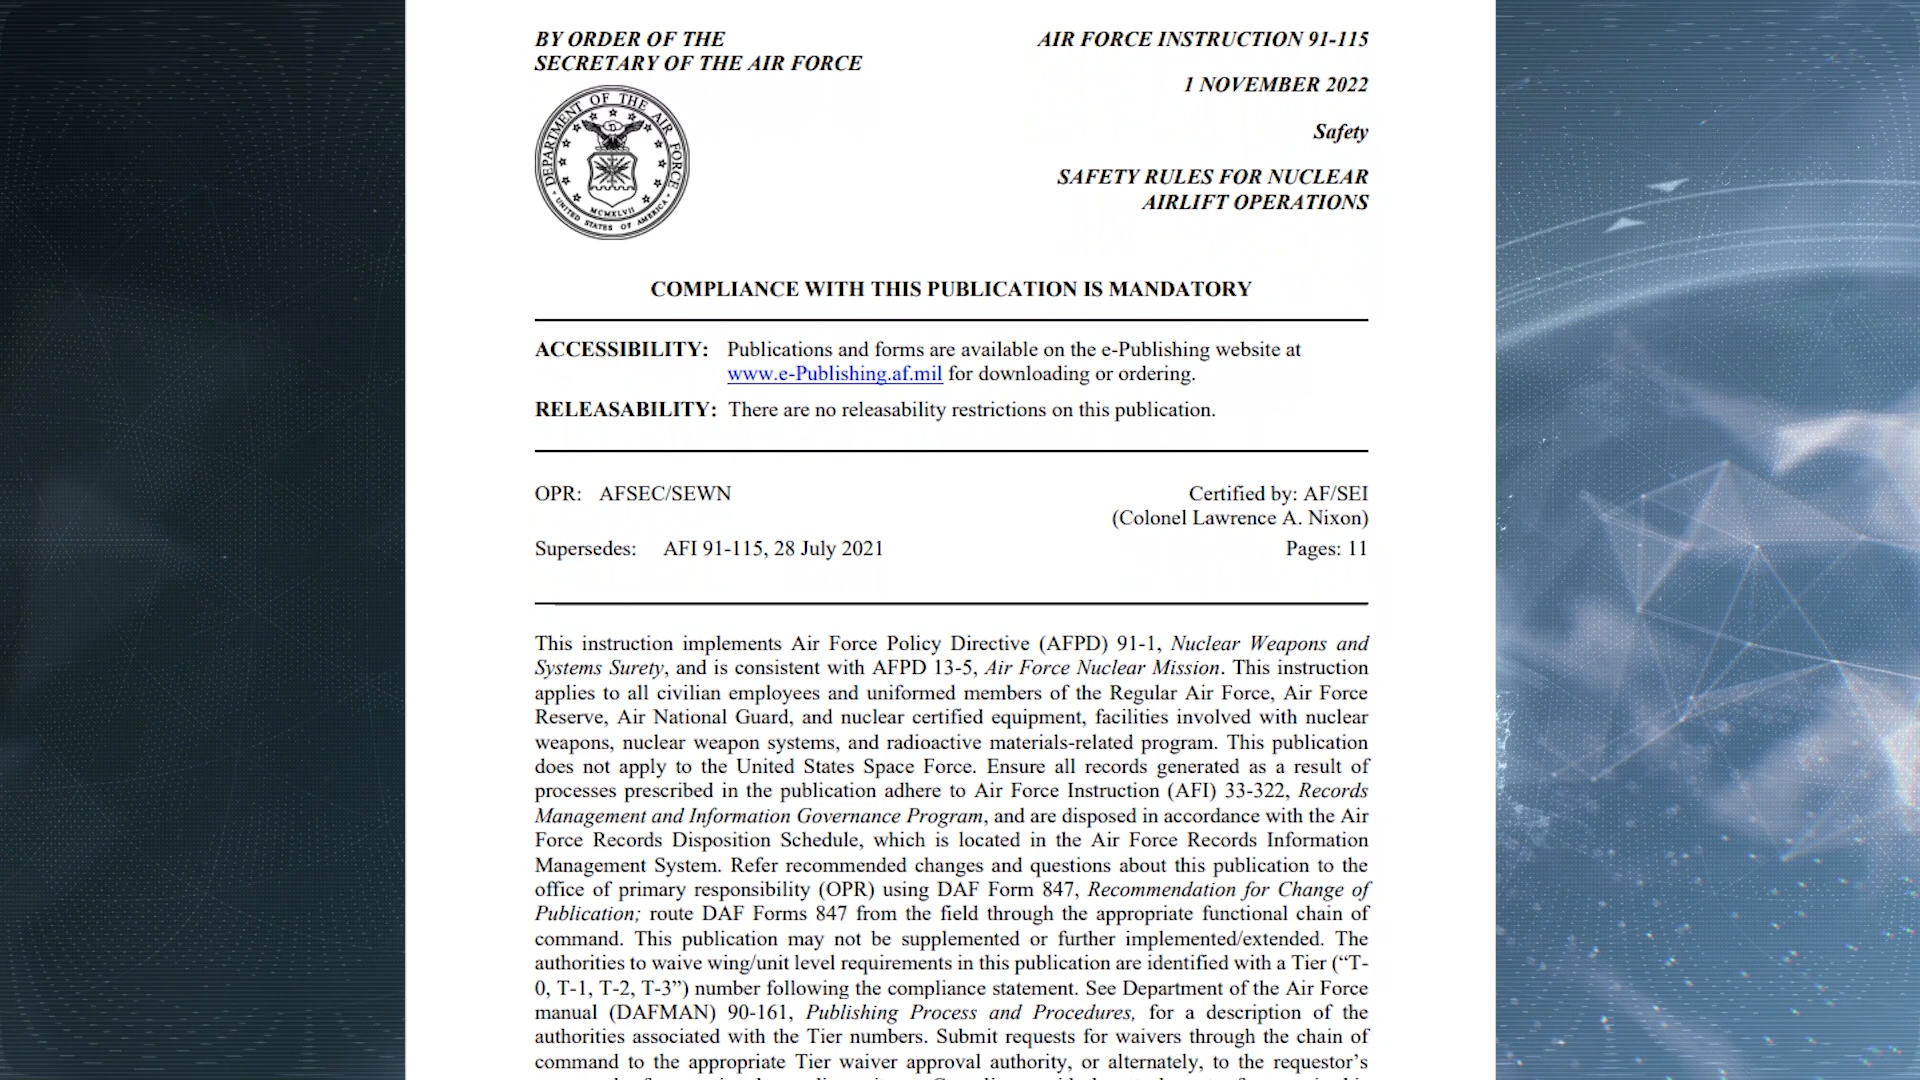 BY ORDER OF THE
SECRETARY OF THE AIR FORCE
DEPARTMENT OF THE AIR FORCE
MCMXLVII
UNITED STATES OF AMERICA
AIR FORCE INSTRUCTION 91-115
1 NOVEMBER 2022
Safety
SAFETY RULES FOR NUCLEAR
AIRLIFT OPERATIONS
COMPLIANCE WITH THIS PUBLICATION IS MANDATORY
ACCESSIBILITY: Publications and forms are available on the e-Publishing website at
www.e-Publishing.af.mil for downloading or ordering.
RELEASABILITY: There are no releasability restrictions on this publication.
OPR: AFSEC/SEWN
Certified by: AF/SEI
(Colonel Lawrence A. Nixon)
Supersedes: AFI 91-115, 28 July 2021
Pages: 11
This instruction implements Air Force Policy Directive (AFPD) 91-1, Nuclear Weapons and
Systems Surety, and is consistent with AFPD 13-5, Air Force Nuclear Mission. This instruction
applies to all civilian employees and uniformed members of the Regular Air Force, Air Force
Reserve, Air National Guard, and nuclear certified equipment, facilities involved with nuclear
weapons, nuclear weapon systems, and radioactive materials-related program. This publication
does not apply to the United States Space Force. Ensure all records generated as a result of
processes prescribed in the publication adhere to Air Force Instruction (AFI) 33-322, Records
Management and Information Governance Program, and are disposed in accordance with the Air
Force Records Disposition Schedule, which is located in the Air Force Records Information
Management System. Refer recommended changes and questions about this publication to the
office of primary responsibility (OPR) using DAF Form 847, Recommendation for Change of
Publication; route DAF Forms 847 from the field through the appropriate functional chain of
command. This publication may not be supplemented or further implemented/extended. The
authorities to waive wing/unit level requirements in this publication are identified with a Tier (“T-
0, T-1, T-2, T-3”) number following the compliance statement. See Department of the Air Force
manual (DAFMAN) 90-161, Publishing Process and Procedures, for a description of the
authorities associated with the Tier numbers. Submit requests for waivers through the chain of
command to the appropriate Tier waiver approval authority, or alternately, to the requestor’s